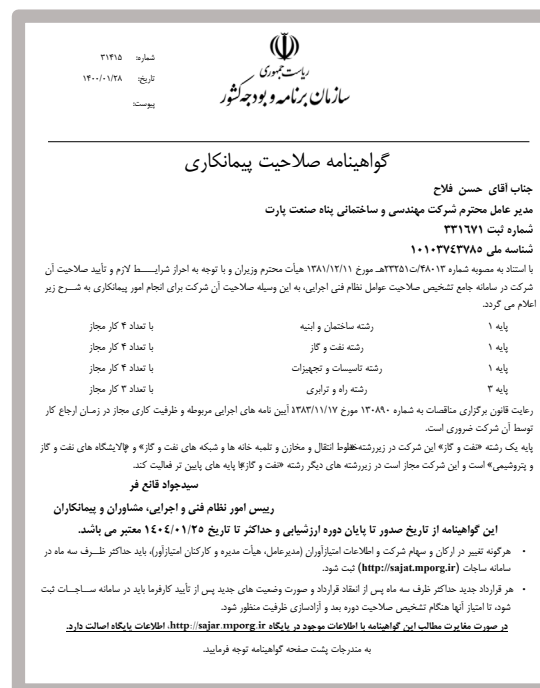 ریاست جمهوری
سازمان برنامه و بودجه کشور
شماره: ۳۱۴۱۵
تاریخ: ۱۴۰۰/۰۱/۲۸
پیوست:
گواهینامه صلاحیت پیمانکاری
جناب آقای حسن فلاح
مدیر عامل محترم شرکت مهندسی و ساختمانی پناه صنعت پارت
شماره ثبت ۳۳۱۶۷۱
شناسه ملی ۱۰۱۰۳۷۴۳۷۸۵
با استناد به مصوبه شماره ۴۸۰۱۳/ت۲۳۲۵۱هـ مورخ ۱۳۸۱/۱۲/۱۱ هیأت محترم وزیران و با توجه به احراز شرایط لازم و تأیید صلاحیت آن
شرکت در سامانه جامع تشخیص صلاحیت عوامل نظام فنی اجرایی، به این وسیله صلاحیت آن شرکت برای انجام امور پیمانکاری به شرح زیر
اعلام می گردد.
پایه ۱ رشته ساختمان و ابنیه با تعداد ۴ کار مجاز
پایه ۱ رشته نفت و گاز با تعداد ۴ کار مجاز
پایه ۱ رشته تاسیسات و تجهیزات با تعداد ۴ کار مجاز
پایه ۳ رشته راه و ترابری با تعداد ۳ کار مجاز
رعایت قانون برگزاری مناقصات به شماره ۱۳۰۸۹۰ مورخ ۱۳۸۳/۱۱/۱۷ آیین نامه های اجرایی مربوطه و ظرفیت کاری مجاز در زمان ارجاع کار
توسط آن شرکت ضروری است.
پایه یک رشته «نفت و گاز» این شرکت در زیررشته «خطوط انتقال و مخازن و تلمبه خانه ها و شبکه های نفت و گاز» و «پالایشگاه های نفت و گاز
و پتروشیمی» است و این شرکت مجاز است در زیررشته های دیگر رشته «نفت و گاز» با پایه های پایین تر فعالیت کند.
سیدجواد قانع فر
رییس امور نظام فنی و اجرایی، مشاوران و پیمانکاران
این گواهینامه از تاریخ صدور تا پایان دوره ارزشیابی و حداکثر تا تاریخ ۱۴۰۴/۰۱/۲۵ معتبر می باشد.
• هرگونه تغییر در ارکان و سهام شرکت و اطلاعات امتیازآوران (مدیرعامل، هیأت مدیره و کارکنان امتیازآور)، باید حداکثر ظرف سه ماه در
سامانه ساجات (http://sajat.mporg.ir) ثبت شود.
• هر قرارداد جدید حداکثر ظرف سه ماه پس از انعقاد قرارداد و صورت وضعیت های جدید پس از تأیید کارفرما باید در سامانه ساجات ثبت
شود، تا امتیاز آنها هنگام تشخیص صلاحیت دوره بعد و آزادسازی ظرفیت منظور شود.
در صورت مغایرت مطالب این گواهینامه با اطلاعات موجود در پایگاه http://sajar.mporg.ir، اطلاعات پایگاه اصالت دارد.
به مندرجات پشت صفحه گواهینامه توجه فرمایید.